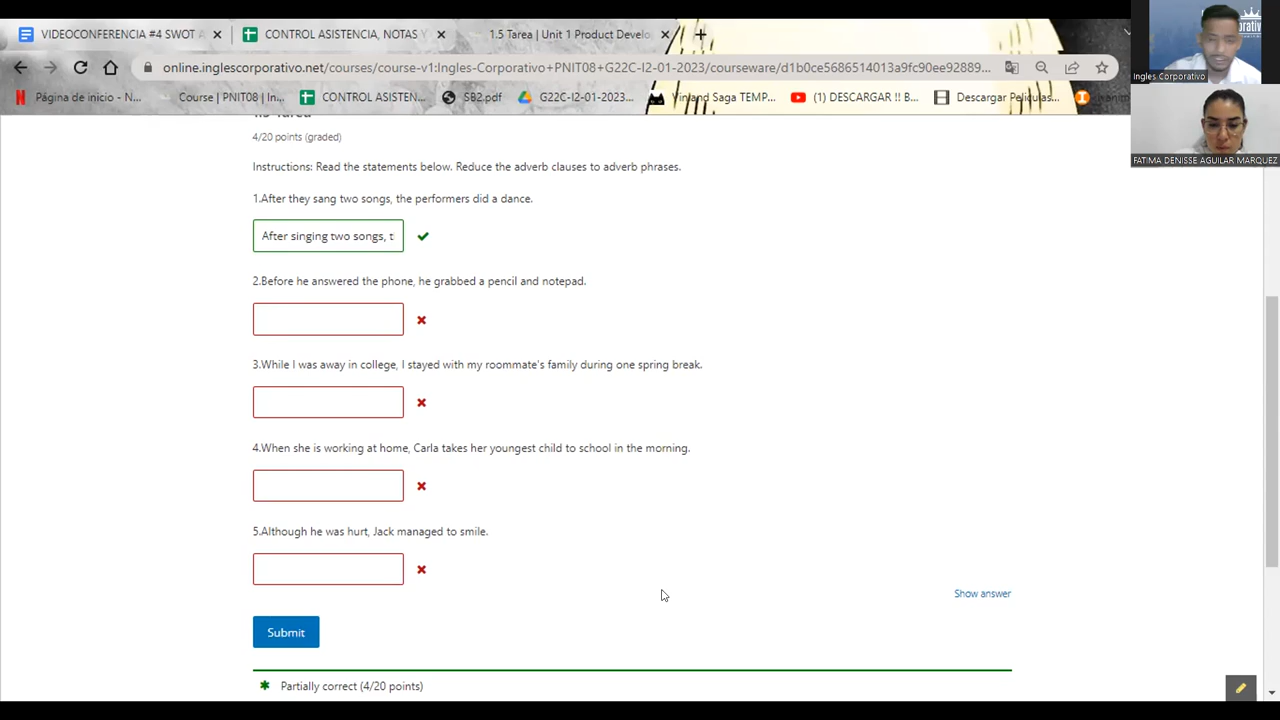 VIDEOCONFERENCIA #4 SWOT A
CONTROL ASISTENCIA, NOTAS Y
1.5 Tarea | Unit 1 Product Develo
online.inglescorporativo.net/courses/course-v1:Ingles-Corporativo+PNIT08+G22C-I2-01-2023/courseware/d1b0ce5686514013a9fc90ee92889...
Página de inicio - N...
Course | PNIT08 | In...
CONTROL ASISTEN...
SB2.pdf
G22C-I2-01-2023...
Vinland Saga TEMP...
(1) DESCARGAR !! B...
Descargar Películas...
Ingles Corporativo
FATIMA DENISSE AGUILAR MARQUEZ
1.5 Tarea
4/20 points (graded)
Instructions: Read the statements below. Reduce the adverb clauses to adverb phrases.
1.After they sang two songs, the performers did a dance.
After singing two songs, t
2.Before he answered the phone, he grabbed a pencil and notepad.
3.While I was away in college, I stayed with my roommate's family during one spring break.
4.When she is working at home, Carla takes her youngest child to school in the morning.
5.Although he was hurt, Jack managed to smile.
Show answer
Submit
Partially correct (4/20 points)